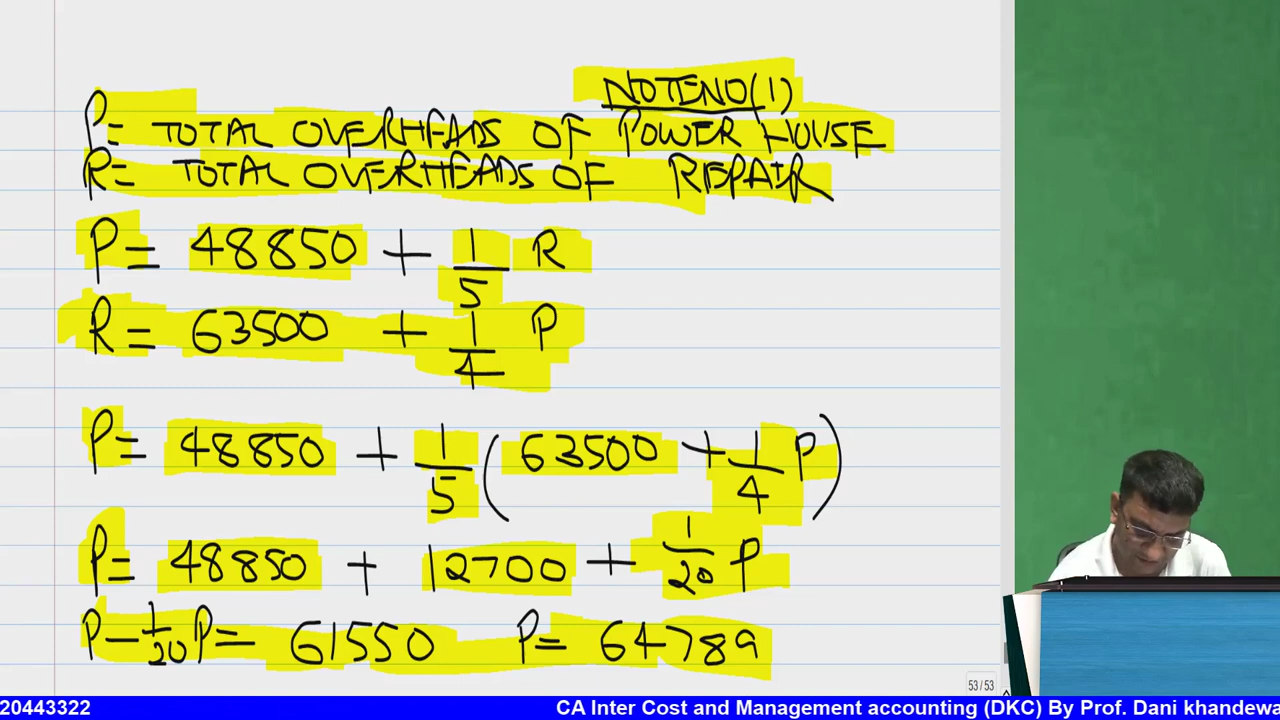 NOTENO(1)
P= TOTAL OVERHEADS OF POWER HOUSE
R= TOTAL OVERHEADS OF REPAIR
P= 48850 + 1/5 R
R= 63500 + 1/4 P
P= 48850 + 1/5 (63500 + 1/4 P)
P= 48850 + 12700 + 1/20 P
P - 1/20 P = 61550 P= 64789
53/53
20443322 CA Inter Cost and Management accounting (DKC) By Prof. Dani khandewa